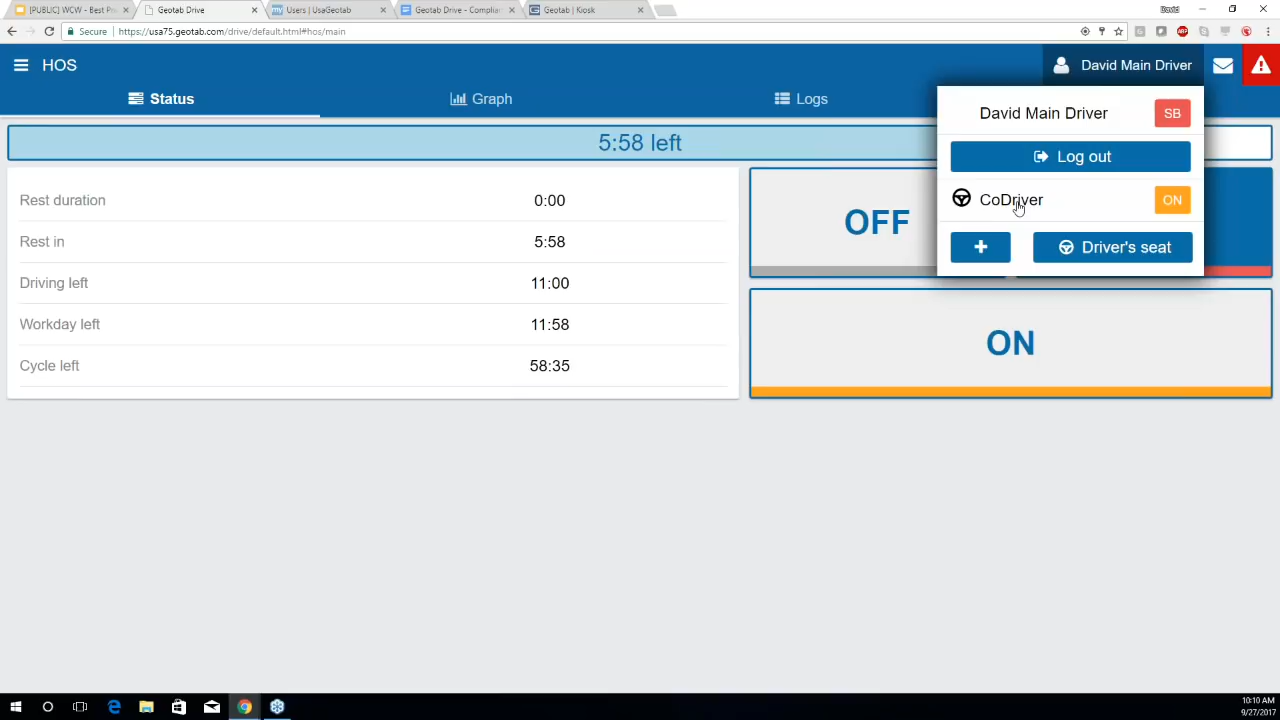 [PUBLIC] WCW - Best Pr
Geotab Drive
Users | UsaGeotab
Geotab Drive - Complian
Geotab | Kiosk
David
Secure
https://usa75.geotab.com/drive/default.html#hos/main
HOS
David Main Driver
Status
Graph
Logs
David Main Driver
SB
5:58 left
Log out
CoDriver
ON
Driver's seat
Rest duration 0:00
Rest in 5:58
Driving left 11:00
Workday left 11:58
Cycle left 58:35
OFF
ON
10:10 AM
9/27/2017